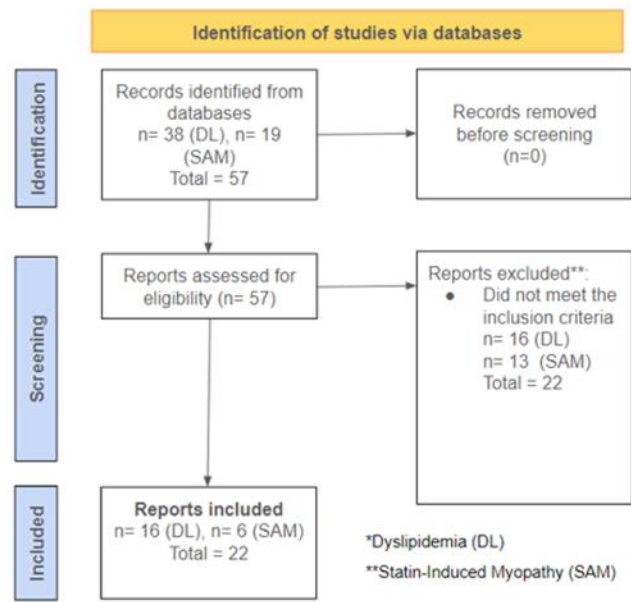 Identification of studies via databases
Identification
Records identified from
databases
n= 38 (DL), n= 19
(SAM)
Total = 57
Records removed
before screening
(n=0)
Screening
Reports assessed for
eligibility (n= 57)
Reports excluded**:
● Did not meet the
inclusion criteria
n= 16 (DL)
n= 13 (SAM)
Total = 22
Included
Reports included
n= 16 (DL), n= 6 (SAM)
Total = 22
*Dyslipidemia (DL)
**Statin-Induced Myopathy (SAM)